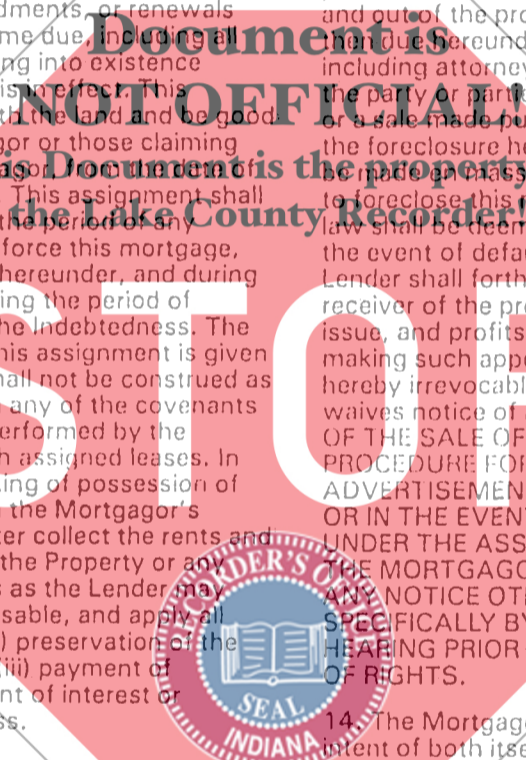 Document is
NOT OFFICIAL!
is Document is the property
the Lake County Recorder!
STOP
dments, or renewals
me due, including all
ng into existence
is in effect. This
th the land and be good
gor or those claiming
agor, from the date of
This assignment shall
the period of any
force this mortgage,
hereunder, and during
ing the period of
he Indebtedness. The
his assignment is given
hall not be construed as
any of the covenants
erformed by the
h assigned leases. In
ing of possession of
the Mortgagor's
ter collect the rents and
the Property or any
s as the Lender may
sable, and apply all
) preservation of the
(iii) payment of
nt of interest or
ss.
and out of the pro
then due hereund
including attorney
the party or parti
or a sale made pu
the foreclosure he
be made en mass
to foreclose this
law shall be deem
the event of defau
Lender shall forth
receiver of the pr
issue, and profits
making such app
hereby irrevocabl
waives notice of
OF THE SALE OF
PROCEDURE FOR
ADVERTISEMEN
OR IN THE EVEN
UNDER THE ASS
THE MORTGAGO
ANY NOTICE OT
SPECIFICALLY BY
HEARING PRIOR
OF RIGHTS.
14. The Mortgag
intent of both itse
RECORDER'S OFFICE
SEAL
INDIANA